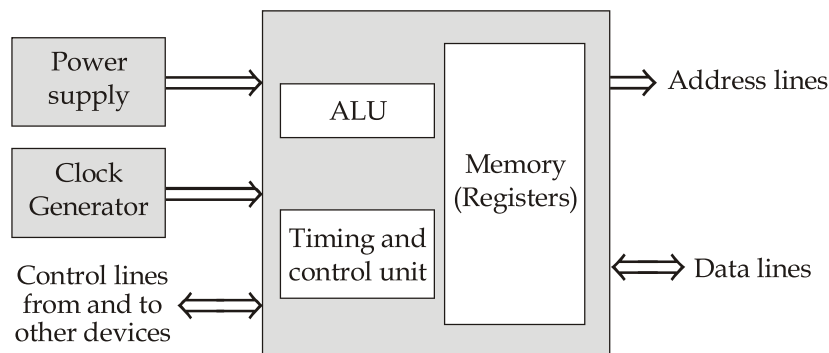 Power
supply
Clock
Generator
Control lines
from and to
other devices
ALU
Timing and
control unit
Memory
(Registers)
Address lines
Data lines